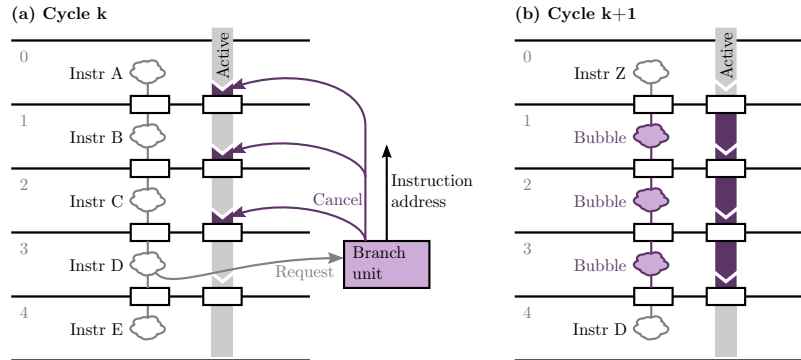 (a) Cycle k
0
Instr A
Active
1
Instr B
2
Instr C
Cancel
Instruction
address
3
Instr D
Request
Branch
unit
4
Instr E
(b) Cycle k+1
0
Instr Z
Active
1
Bubble
2
Bubble
3
Bubble
4
Instr D